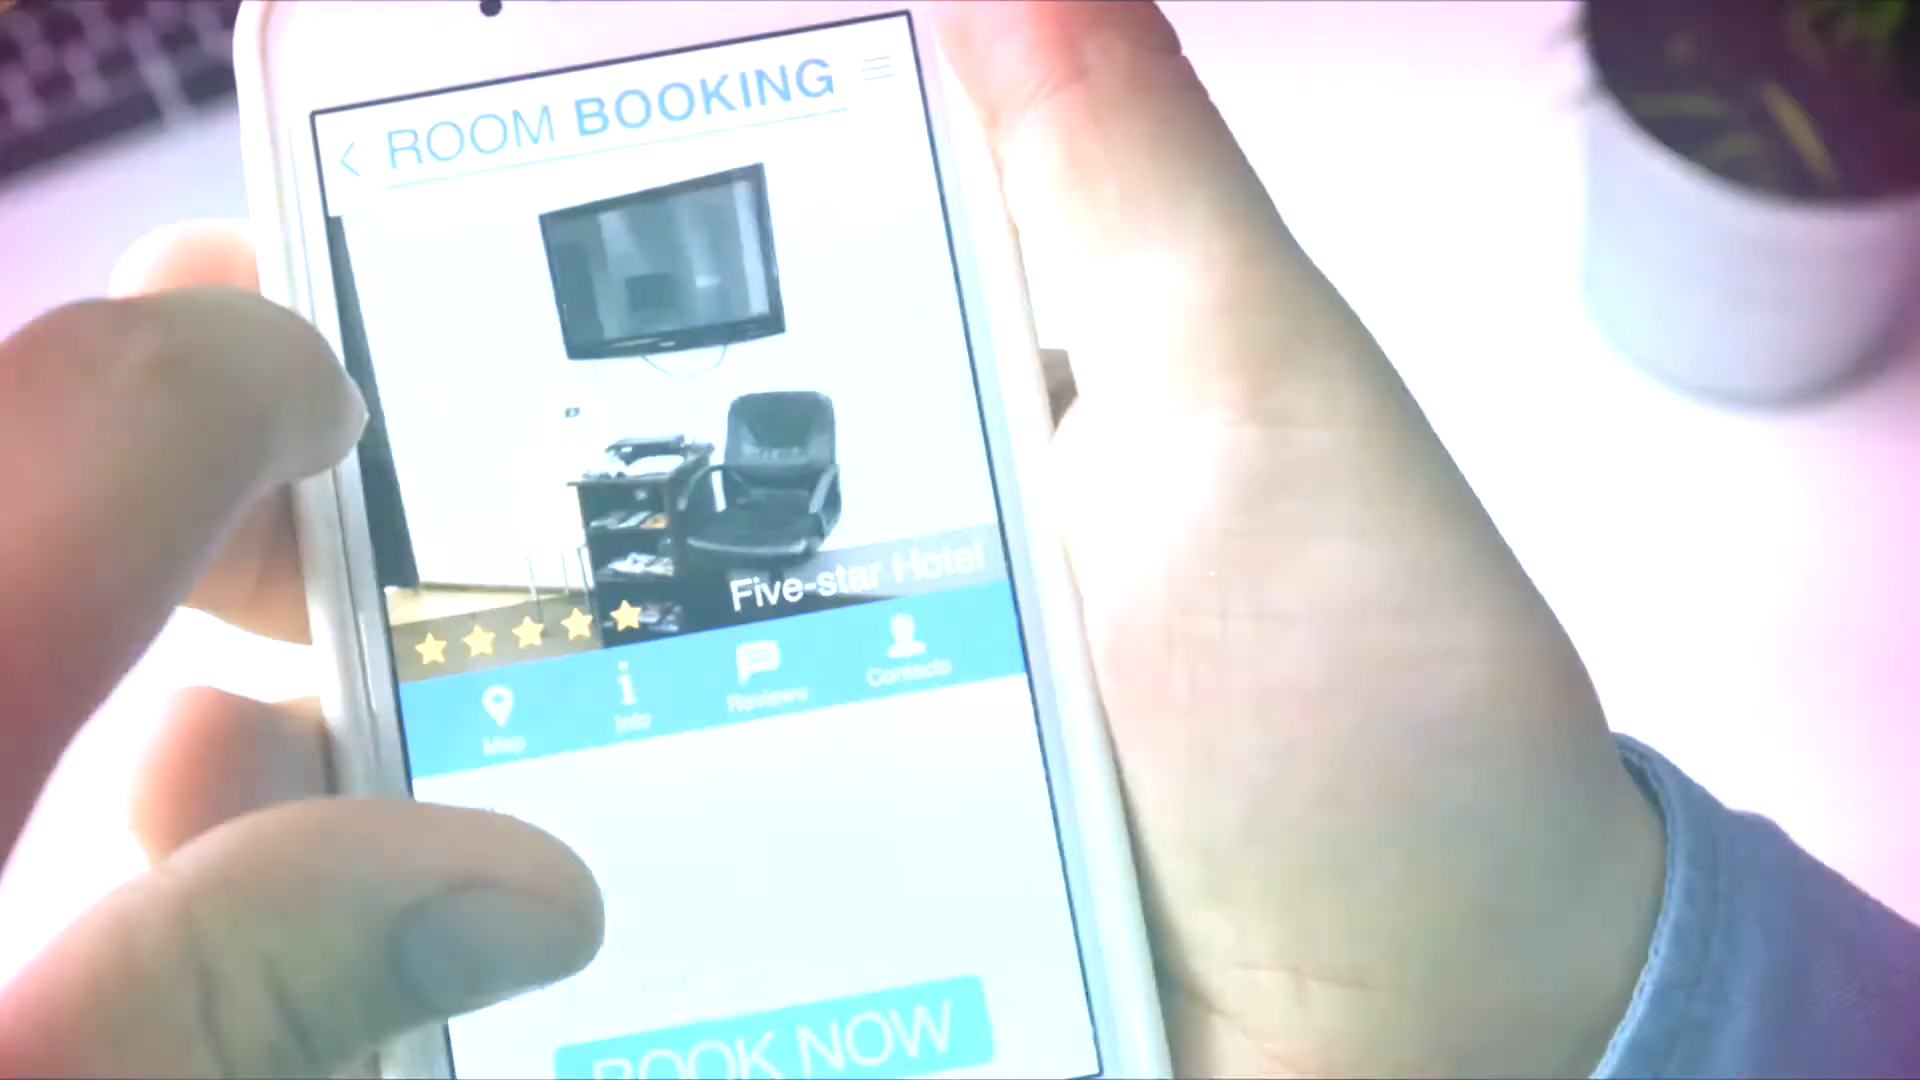 ROOM BOOKING
Five-star Hotel
Map
Info
Reviews
Contacts
BOOK NOW